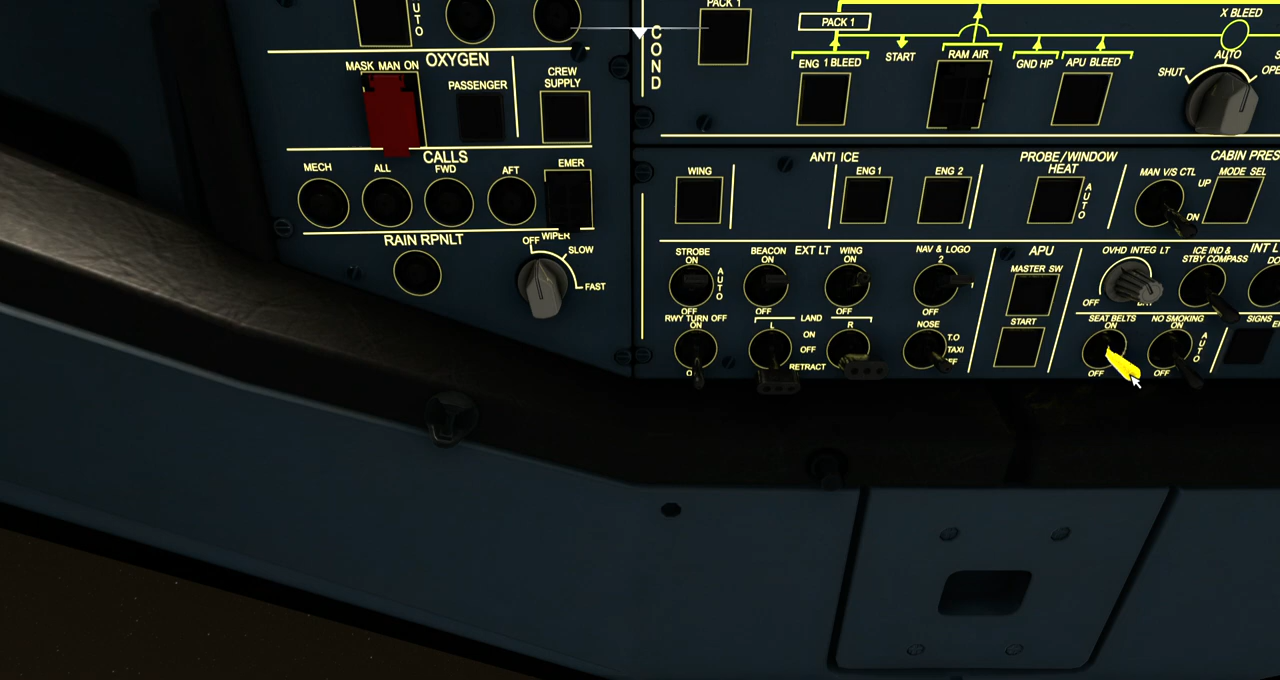 PACK 1
AUTO
PACK 1
X BLEED
COND
OXYGEN
ENG 1 BLEED
START
RAM AIR
GND HP
APU BLEED
AUTO
SHUT
MASK MAN ON
PASSENGER
CREW
SUPPLY
CALLS
MECH
ALL
FWD
AFT
EMER
ANTI ICE
WING
ENG 1
ENG 2
PROBE/WINDOW
HEAT
AUTO
CABIN PRES
MAN V/S CTL
UP
MODE SEL
RAIN RPNLT
WIPER
OFF
SLOW
FAST
EXT LT
STROBE
ON
AUTO
OFF
BEACON
ON
OFF
WING
ON
OFF
NAV & LOGO
2
APU
MASTER SW
START
OVHD INTEG LT
OFF
ICE IND &
STBY COMPASS
RWY TURN OFF
ON
LAND
L
R
ON
OFF
RETRACT
NOSE
T.O
TAXI
SEAT BELTS
ON
OFF
NO SMOKING
ON
AUTO
OFF
SIGNS